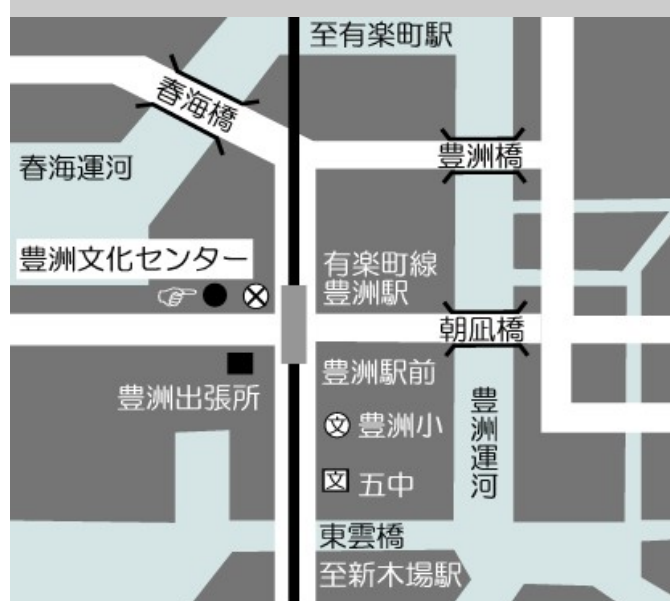 至有楽町駅
春海橋
豊洲橋
春海運河
豊洲文化センター
有楽町線
豊洲駅
朝凪橋
豊洲駅前
豊洲出張所
文 豊洲小
豊洲運河
文 五中
東雲橋
至新木場駅